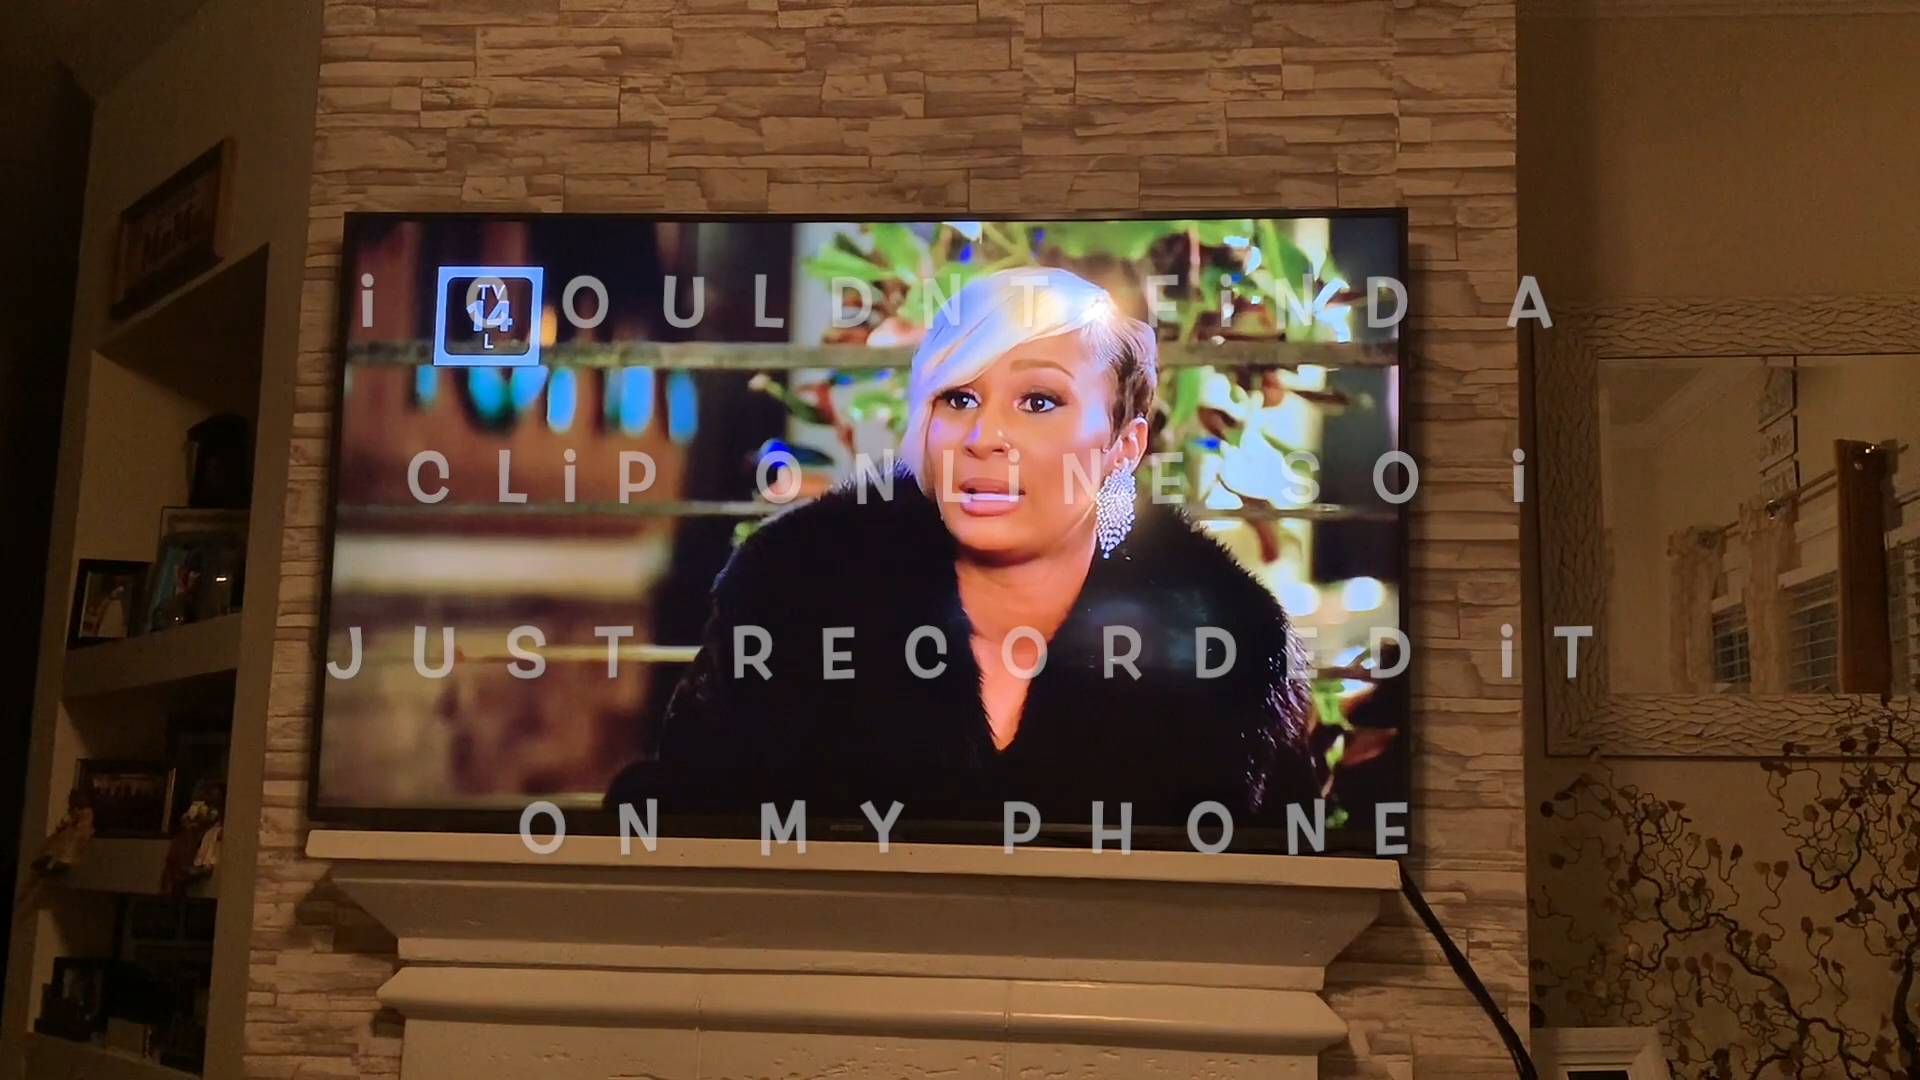 TV
14
L
i COULDNT FiND A
CLiP ONLiNE SO i
JUST RECORDED iT
ON MY PHONE